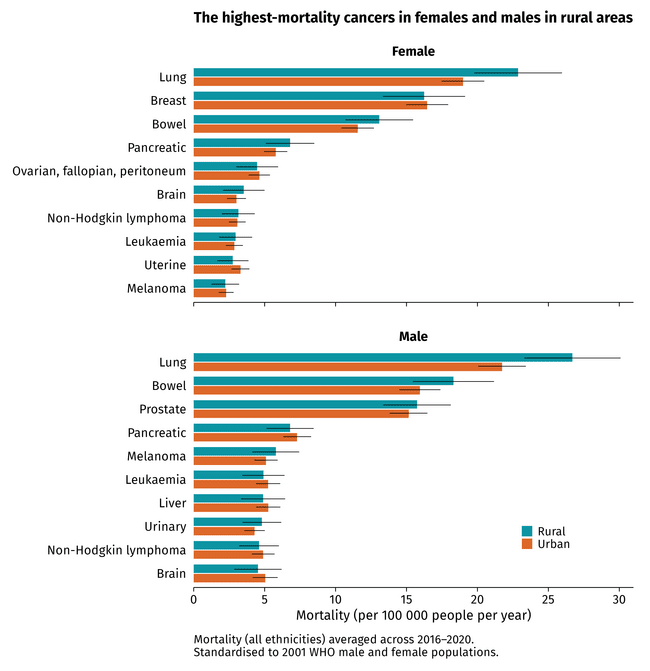 The highest-mortality cancers in females and males in rural areas
Female
Lung
Breast
Bowel
Pancreatic
Ovarian, fallopian, peritoneum
Brain
Non-Hodgkin lymphoma
Leukaemia
Uterine
Melanoma
Male
Lung
Bowel
Prostate
Pancreatic
Melanoma
Leukaemia
Liver
Urinary
Non-Hodgkin lymphoma
Brain
Rural
Urban
0 5 10 15 20 25 30
Mortality (per 100 000 people per year)
Mortality (all ethnicities) averaged across 2016–2020.
Standardised to 2001 WHO male and female populations.